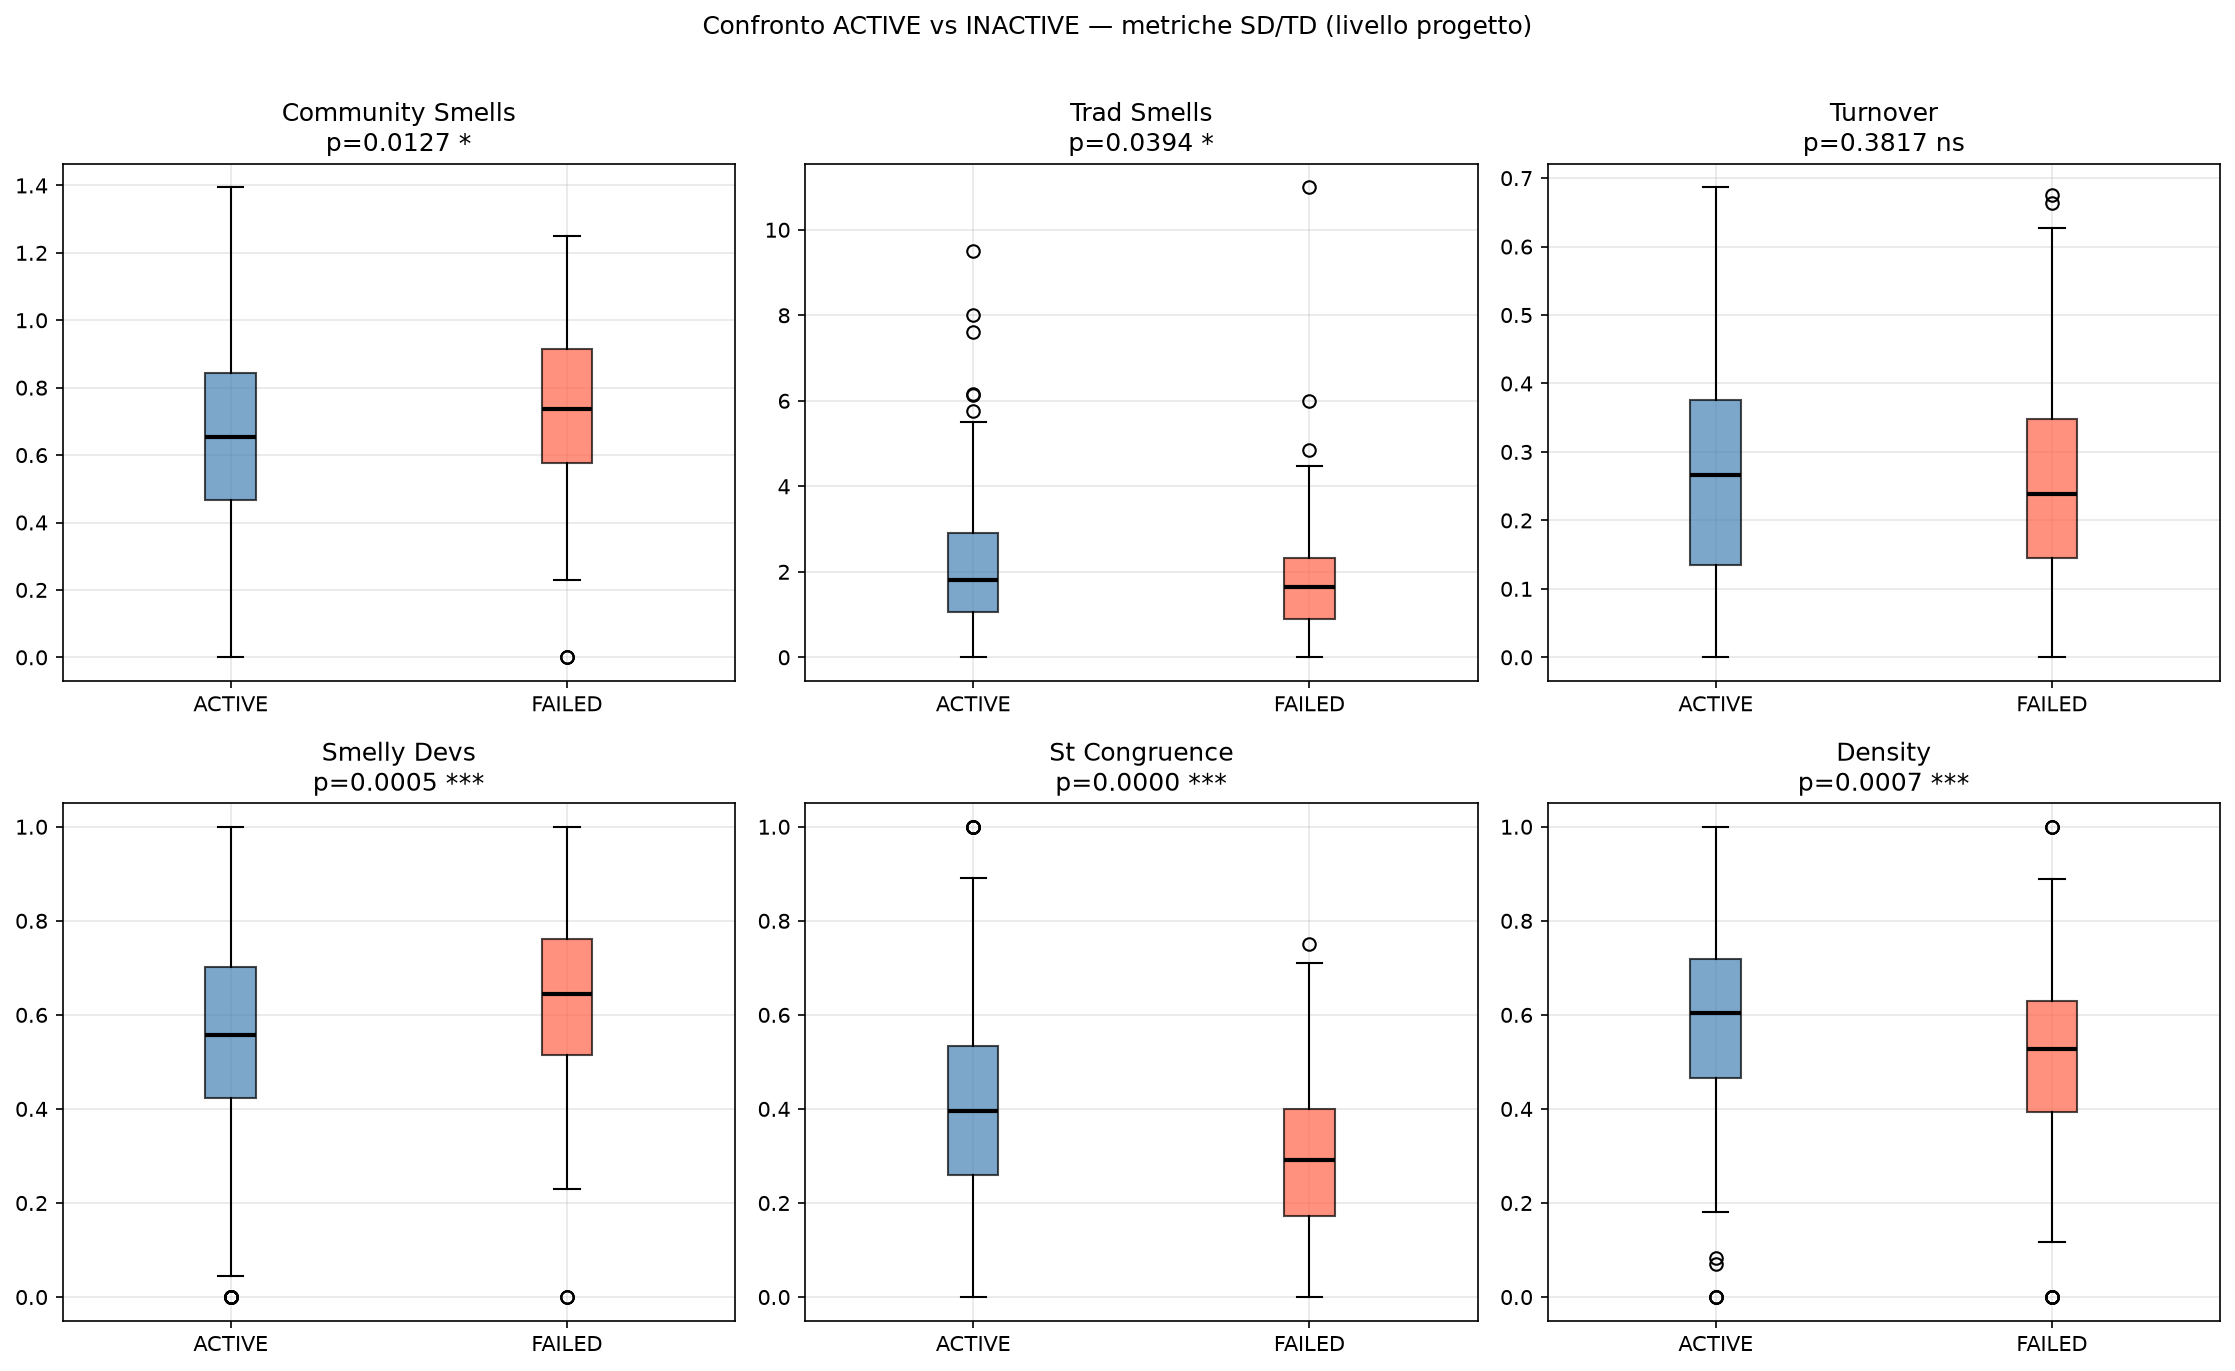 Confronto ACTIVE vs INACTIVE — metriche SD/TD (livello progetto)
Community Smells
p=0.0127 *
1.4
1.2
1.0
0.8
0.6
0.4
0.2
0.0
ACTIVE FAILED
Trad Smells
p=0.0394 *
10
8
6
4
2
0
ACTIVE FAILED
Turnover
p=0.3817 ns
0.7
0.6
0.5
0.4
0.3
0.2
0.1
0.0
ACTIVE FAILED
Smelly Devs
p=0.0005 ***
1.0
0.8
0.6
0.4
0.2
0.0
ACTIVE FAILED
St Congruence
p=0.0000 ***
1.0
0.8
0.6
0.4
0.2
0.0
ACTIVE FAILED
Density
p=0.0007 ***
1.0
0.8
0.6
0.4
0.2
0.0
ACTIVE FAILED